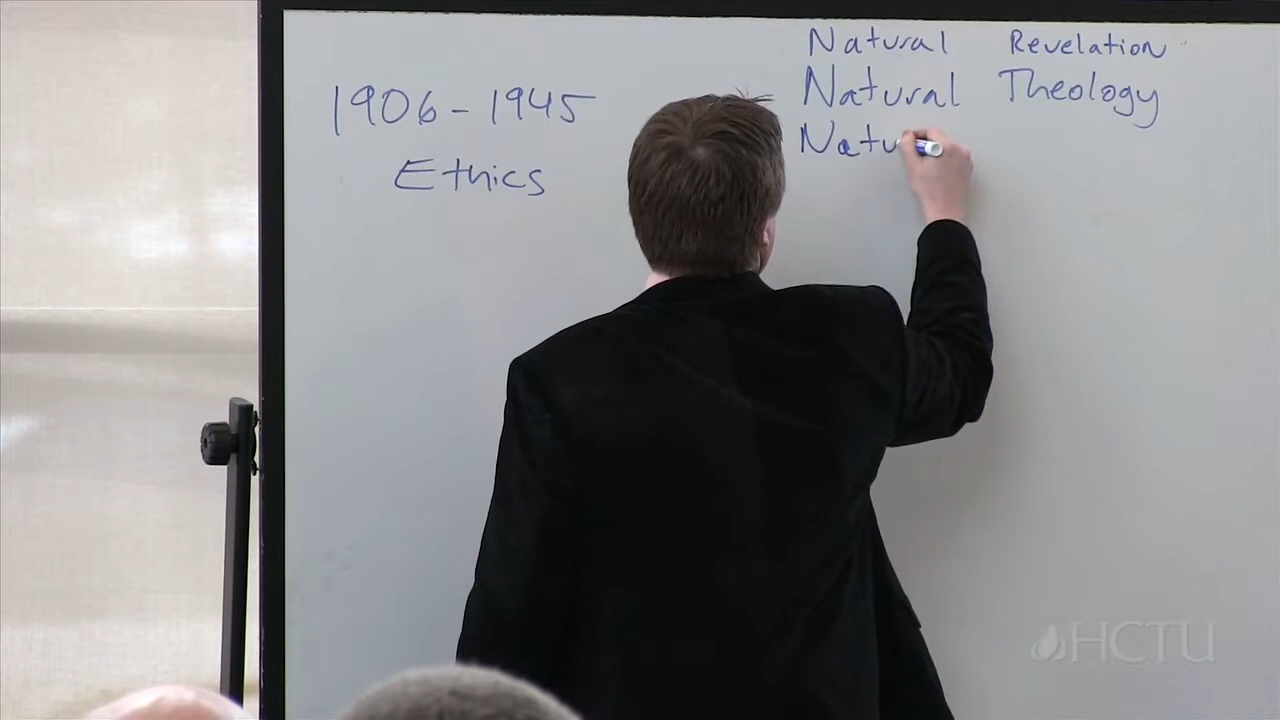 1906-1945
Ethics
Natural Revelation
Natural Theology
Natu
HCTU